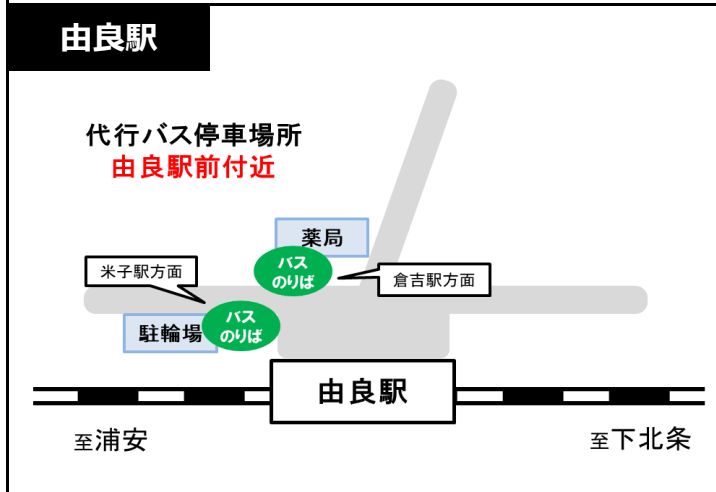 由良駅
代行バス停車場所
由良駅前付近
薬局
バス
のりば
米子駅方面
倉吉駅方面
バス
のりば
駐輪場
由良駅
至浦安
至下北条